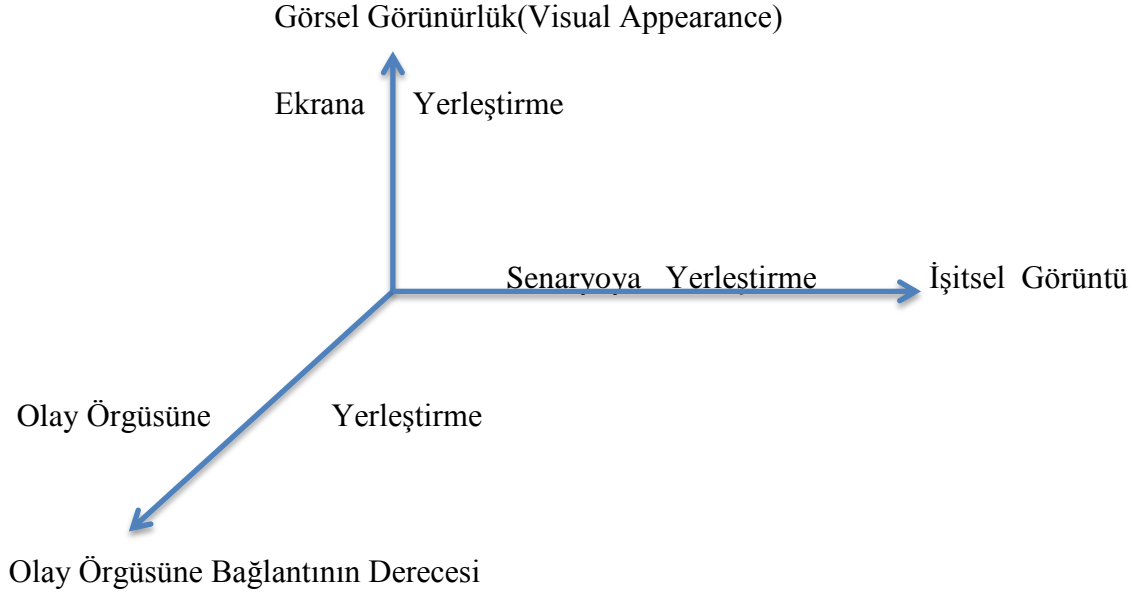 Görsel Görünürlük(Visual Appearance)
Ekrana Yerleştirme
Senaryoya Yerleştirme İşitsel Görüntü
Olay Örgüsüne Yerleştirme
Olay Örgüsüne Bağlantının Derecesi